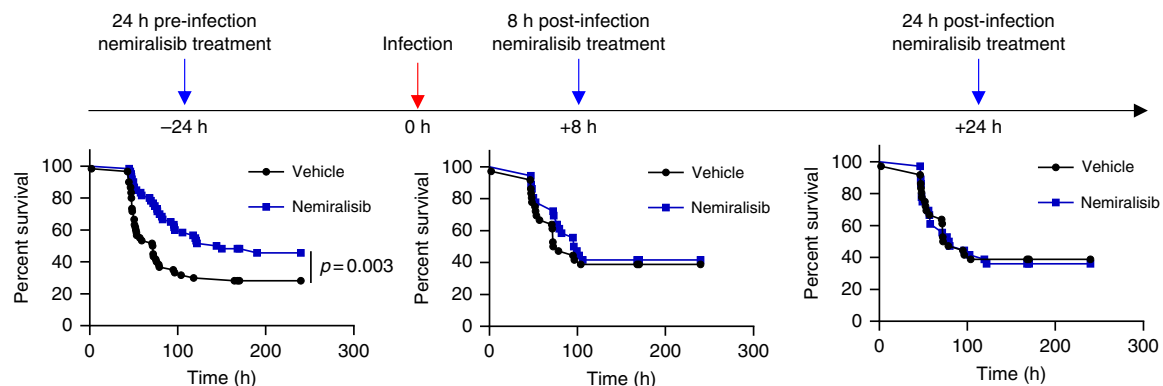 24 h pre-infection
nemiralisib treatment
Infection
8 h post-infection
nemiralisib treatment
24 h post-infection
nemiralisib treatment
–24 h
0 h
+8 h
+24 h
Percent survival
100
80
60
40
20
0
0
100
200
300
Time (h)
Vehicle
Nemiralisib
p = 0.003
Percent survival
100
80
60
40
20
0
0
100
200
300
Time (h)
Vehicle
Nemiralisib
Percent survival
100
80
60
40
20
0
0
100
200
300
Time (h)
Vehicle
Nemiralisib